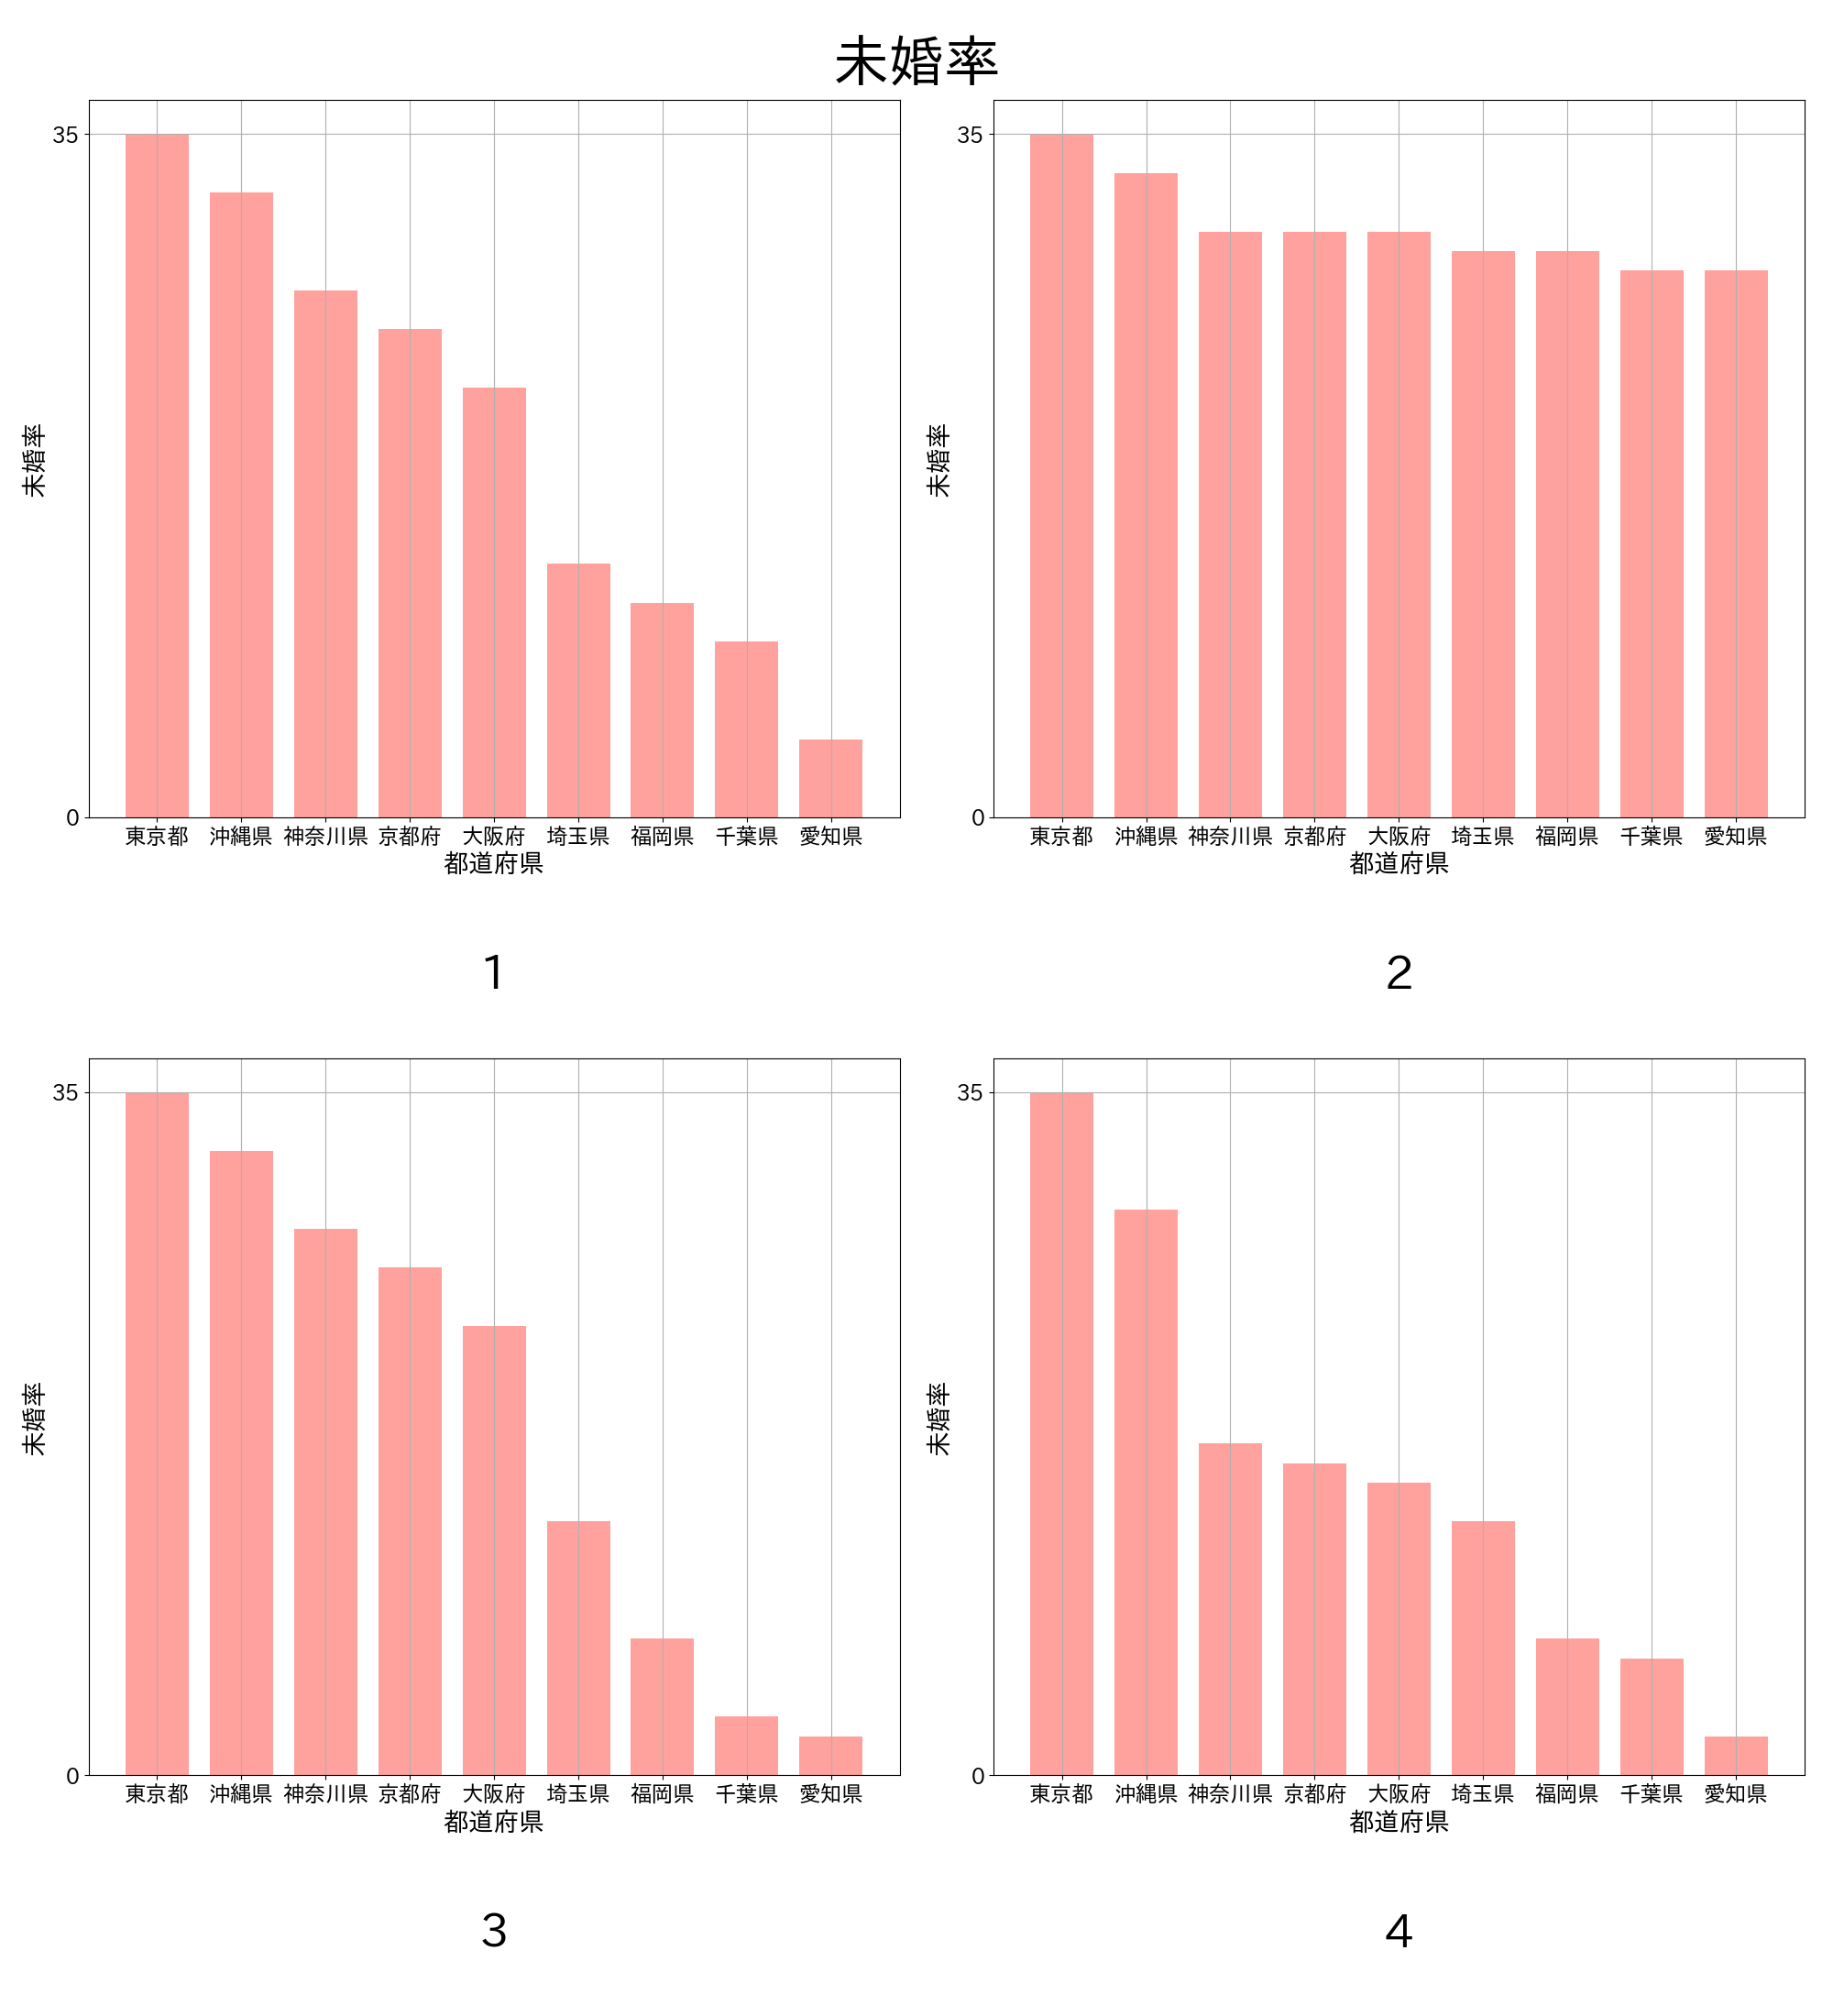 未婚率
35
0
未婚率
東京都 沖縄県 神奈川県 京都府 大阪府 埼玉県 福岡県 千葉県 愛知県
都道府県
1
35
0
未婚率
東京都 沖縄県 神奈川県 京都府 大阪府 埼玉県 福岡県 千葉県 愛知県
都道府県
2
35
0
未婚率
東京都 沖縄県 神奈川県 京都府 大阪府 埼玉県 福岡県 千葉県 愛知県
都道府県
3
35
0
未婚率
東京都 沖縄県 神奈川県 京都府 大阪府 埼玉県 福岡県 千葉県 愛知県
都道府県
4